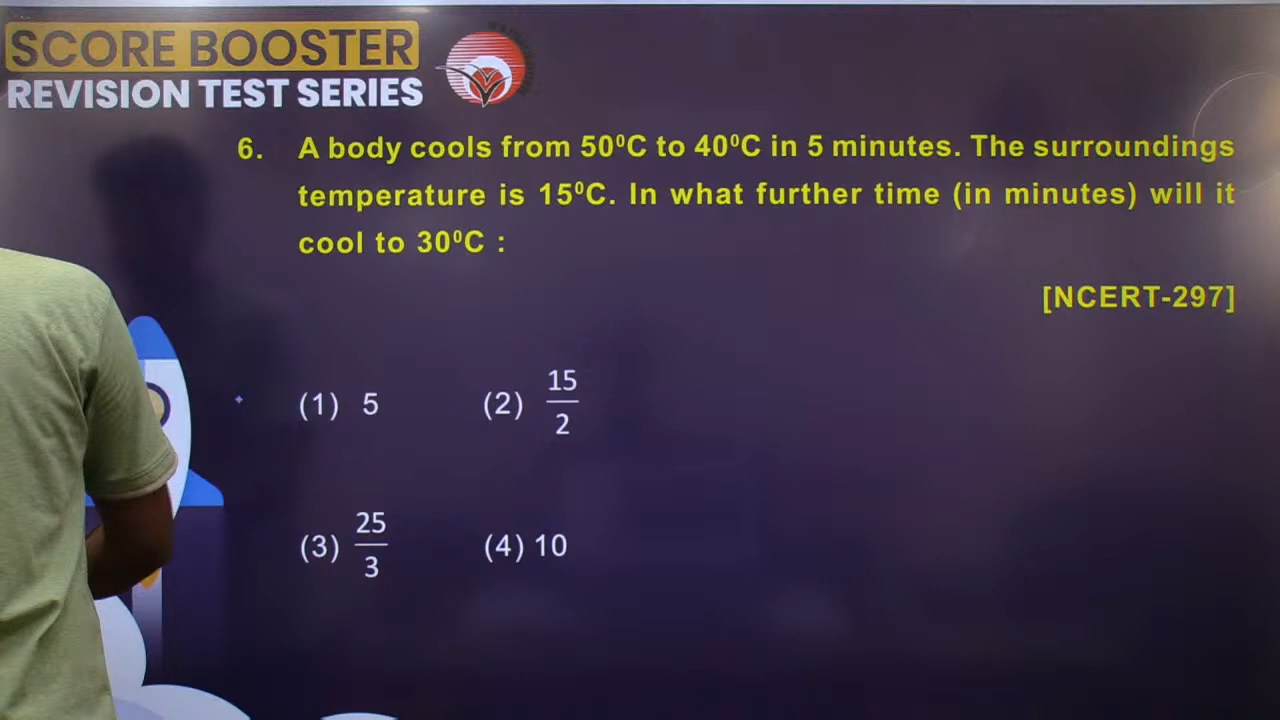 SCORE BOOSTER
REVISION TEST SERIES
6. A body cools from 50⁰C to 40⁰C in 5 minutes. The surroundings
temperature is 15⁰C. In what further time (in minutes) will it
cool to 30⁰C :
[NCERT-297]
(1) 5 (2) 15/2
(3) 25/3 (4) 10